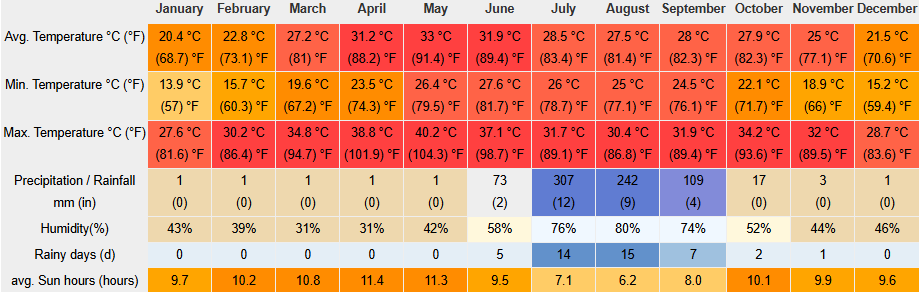 January February March April May June July August September October November December
Avg. Temperature °C (°F) 20.4 °C 22.8 °C 27.2 °C 31.2 °C 33 °C 31.9 °C 28.5 °C 27.5 °C 28 °C 27.9 °C 25 °C 21.5 °C
(68.7) °F (73.1) °F (81) °F (88.2) °F (91.4) °F (89.4) °F (83.4) °F (81.4) °F (82.3) °F (82.3) °F (77.1) °F (70.6) °F
Min. Temperature °C (°F) 13.9 °C 15.7 °C 19.6 °C 23.5 °C 26.4 °C 27.6 °C 26 °C 25 °C 24.5 °C 22.1 °C 18.9 °C 15.2 °C
(57) °F (60.3) °F (67.2) °F (74.3) °F (79.5) °F (81.7) °F (78.7) °F (77.1) °F (76.1) °F (71.7) °F (66) °F (59.4) °F
Max. Temperature °C (°F) 27.6 °C 30.2 °C 34.8 °C 38.8 °C 40.2 °C 37.1 °C 31.7 °C 30.4 °C 31.9 °C 34.2 °C 32 °C 28.7 °C
(81.6) °F (86.4) °F (94.7) °F (101.9) °F (104.3) °F (98.7) °F (89.1) °F (86.8) °F (89.4) °F (93.6) °F (89.5) °F (83.6) °F
Precipitation / Rainfall 1 1 1 1 1 73 307 242 109 17 3 1
mm (in) (0) (0) (0) (0) (0) (2) (12) (9) (4) (0) (0) (0)
Humidity(%) 43% 39% 31% 31% 42% 58% 76% 80% 74% 52% 44% 46%
Rainy days (d) 0 0 0 0 0 5 14 15 7 2 1 0
avg. Sun hours (hours) 9.7 10.2 10.8 11.4 11.3 9.5 7.1 6.2 8.0 10.1 9.9 9.6